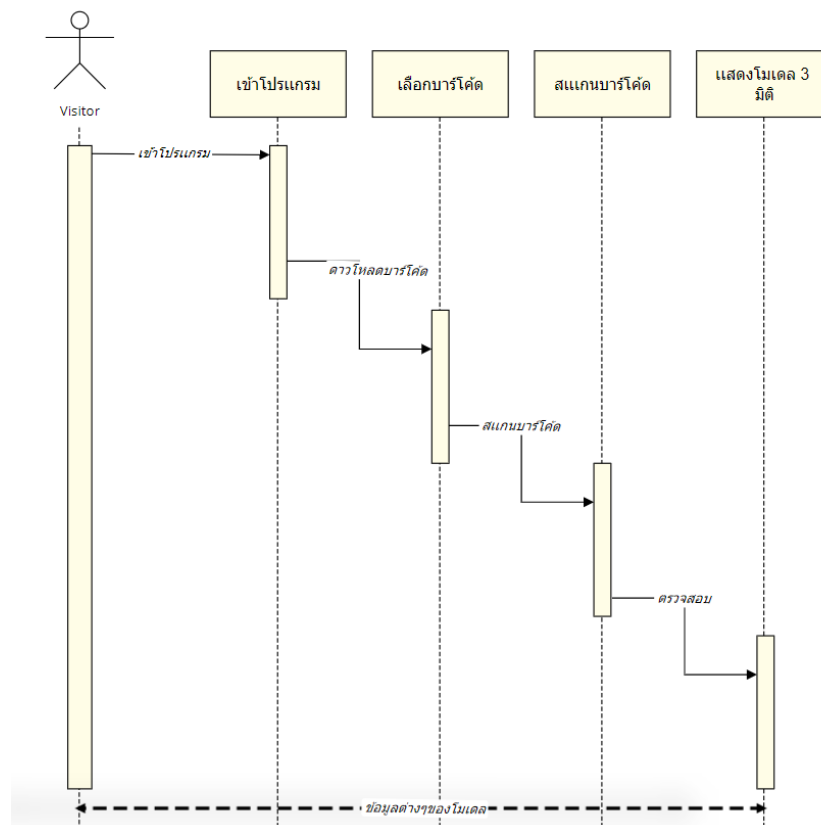 Visitor
เข้าโปรแกรม
เลือกบาร์โค้ด
สแแกนบาร์โค้ด
แสดงโมเดล 3
มิติ
เข้าโปรแกรม
ดาวโหลดบาร์โค้ด
สแกนบาร์โค้ด
ตรวจสอบ
ข้อมูลต่างๆของโมเดล